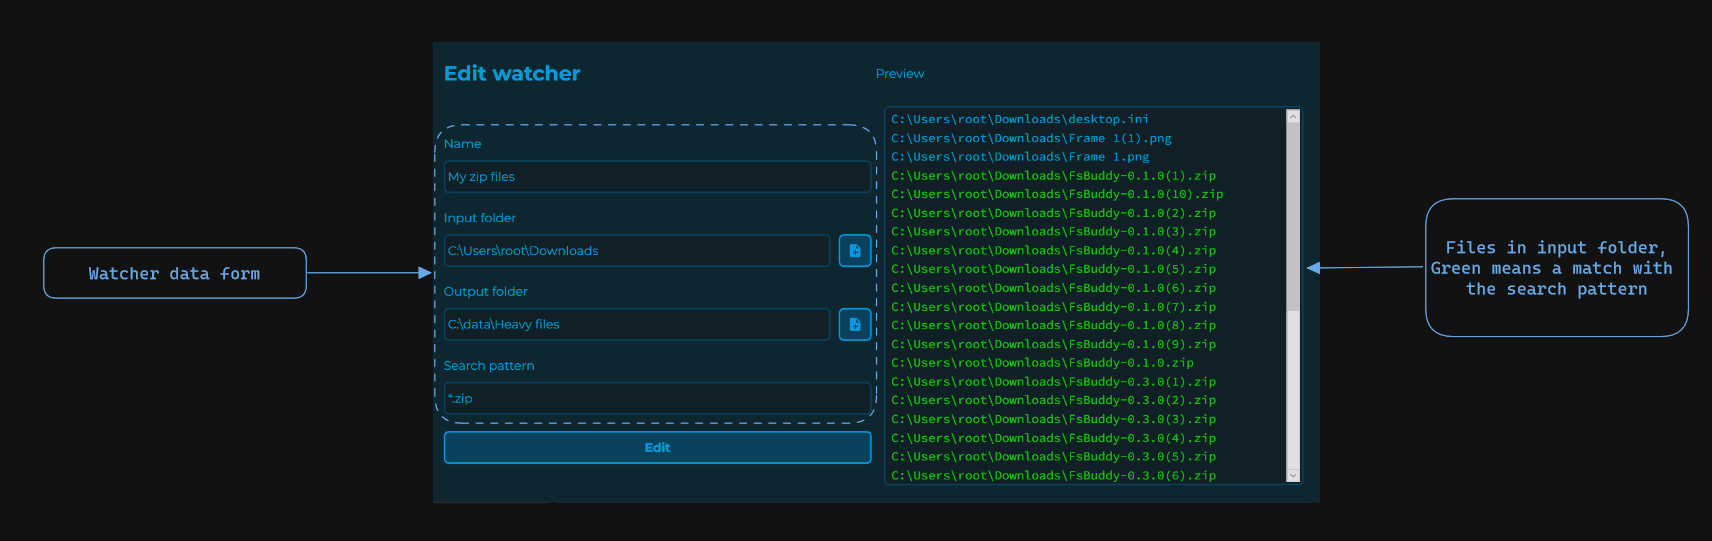 Edit watcher
Preview
Name
My zip files
Input folder
C:\Users\root\Downloads
Output folder
C:\data\Heavy files
Search pattern
*.zip
Edit
C:\Users\root\Downloads\desktop.ini
C:\Users\root\Downloads\Frame 1(1).png
C:\Users\root\Downloads\Frame 1.png
C:\Users\root\Downloads\FsBuddy-0.1.0(1).zip
C:\Users\root\Downloads\FsBuddy-0.1.0(10).zip
C:\Users\root\Downloads\FsBuddy-0.1.0(2).zip
C:\Users\root\Downloads\FsBuddy-0.1.0(3).zip
C:\Users\root\Downloads\FsBuddy-0.1.0(4).zip
C:\Users\root\Downloads\FsBuddy-0.1.0(5).zip
C:\Users\root\Downloads\FsBuddy-0.1.0(6).zip
C:\Users\root\Downloads\FsBuddy-0.1.0(7).zip
C:\Users\root\Downloads\FsBuddy-0.1.0(8).zip
C:\Users\root\Downloads\FsBuddy-0.1.0(9).zip
C:\Users\root\Downloads\FsBuddy-0.1.0.zip
C:\Users\root\Downloads\FsBuddy-0.3.0(1).zip
C:\Users\root\Downloads\FsBuddy-0.3.0(2).zip
C:\Users\root\Downloads\FsBuddy-0.3.0(3).zip
C:\Users\root\Downloads\FsBuddy-0.3.0(4).zip
C:\Users\root\Downloads\FsBuddy-0.3.0(5).zip
C:\Users\root\Downloads\FsBuddy-0.3.0(6).zip
Watcher data form
Files in input folder,
Green means a match with
the search pattern